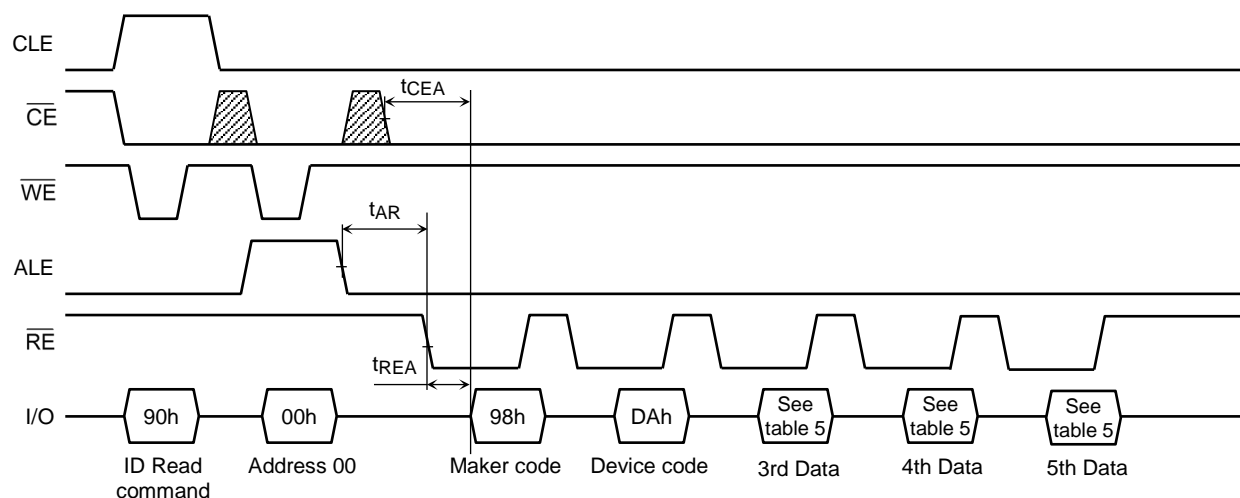 CLE
tCEA
CE
WE
tAR
ALE
RE
tREA
I/O
90h
00h
98h
DAh
See
table 5
See
table 5
See
table 5
ID Read
command
Address 00
Maker code
Device code
3rd Data
4th Data
5th Data